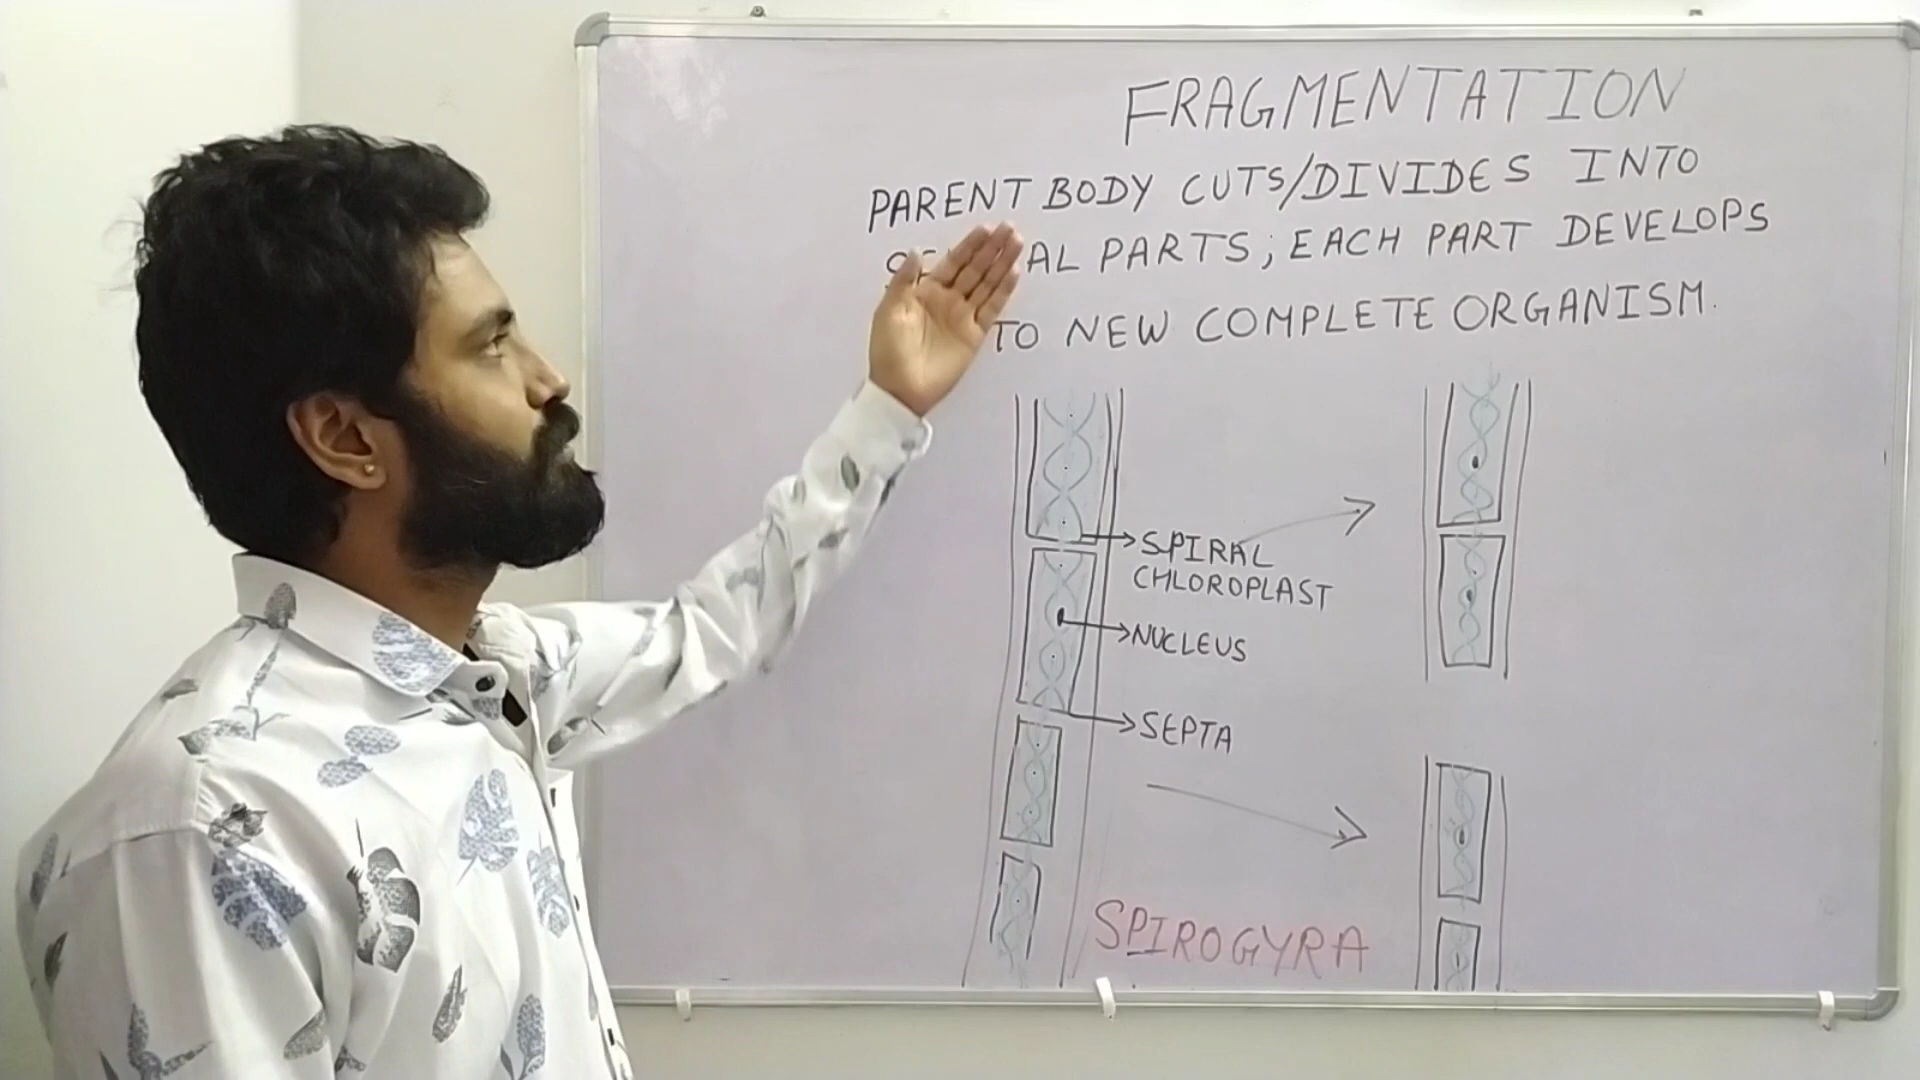 FRAGMENTATION
PARENT BODY CUTS/DIVIDES INTO
PARTS; EACH PART DEVELOPS
TO NEW COMPLETE ORGANISM.
SPIRAL
CHLOROPLAST
NUCLEUS
SEPTA
SPIROGYRA